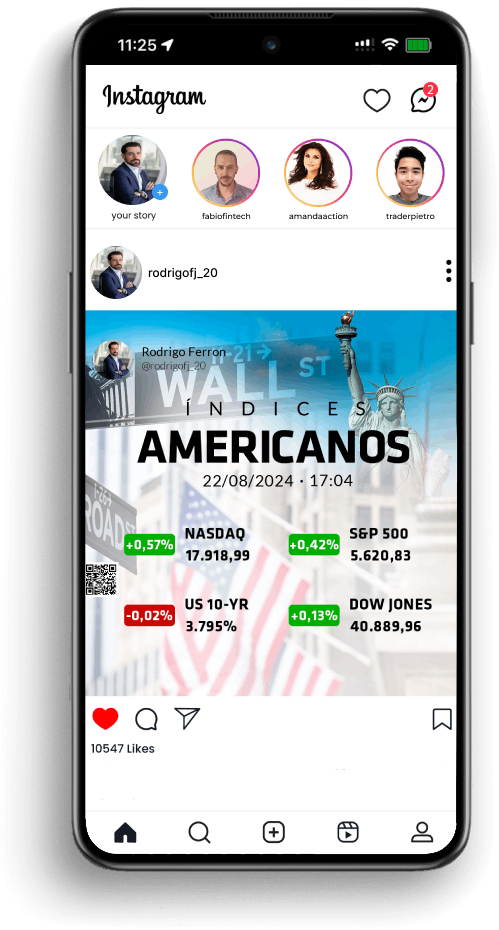 11:25
Instagram
2
your story
fabiofintech
amandaaction
traderpietro
rodrigofj_20
Rodrigo Ferron
@rodrigofj_20
WALL ST
ÍNDICES
AMERICANOS
22/08/2024 · 17:04
ROAD ST
+0,57%
NASDAQ
17.918,99
+0,42%
S&P 500
5.620,83
-0,02%
US 10-YR
3.795%
+0,13%
DOW JONES
40.889,96
10547 Likes